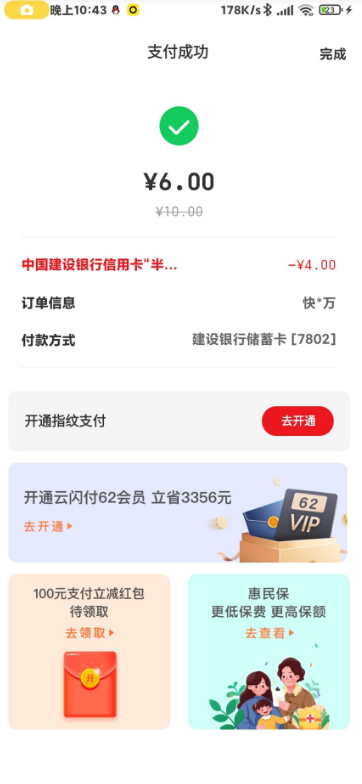 晚上10:43
178K/s
23
支付成功
完成
¥6.00
¥10.00
中国建设银行信用卡“半...
-¥4.00
订单信息
快*万
付款方式
建设银行储蓄卡 [7802]
开通指纹支付
去开通
开通云闪付62会员 立省3356元
去开通
62
VIP
100元支付立减红包
待领取
去领取
开
惠民保
更低保费 更高保额
去查看